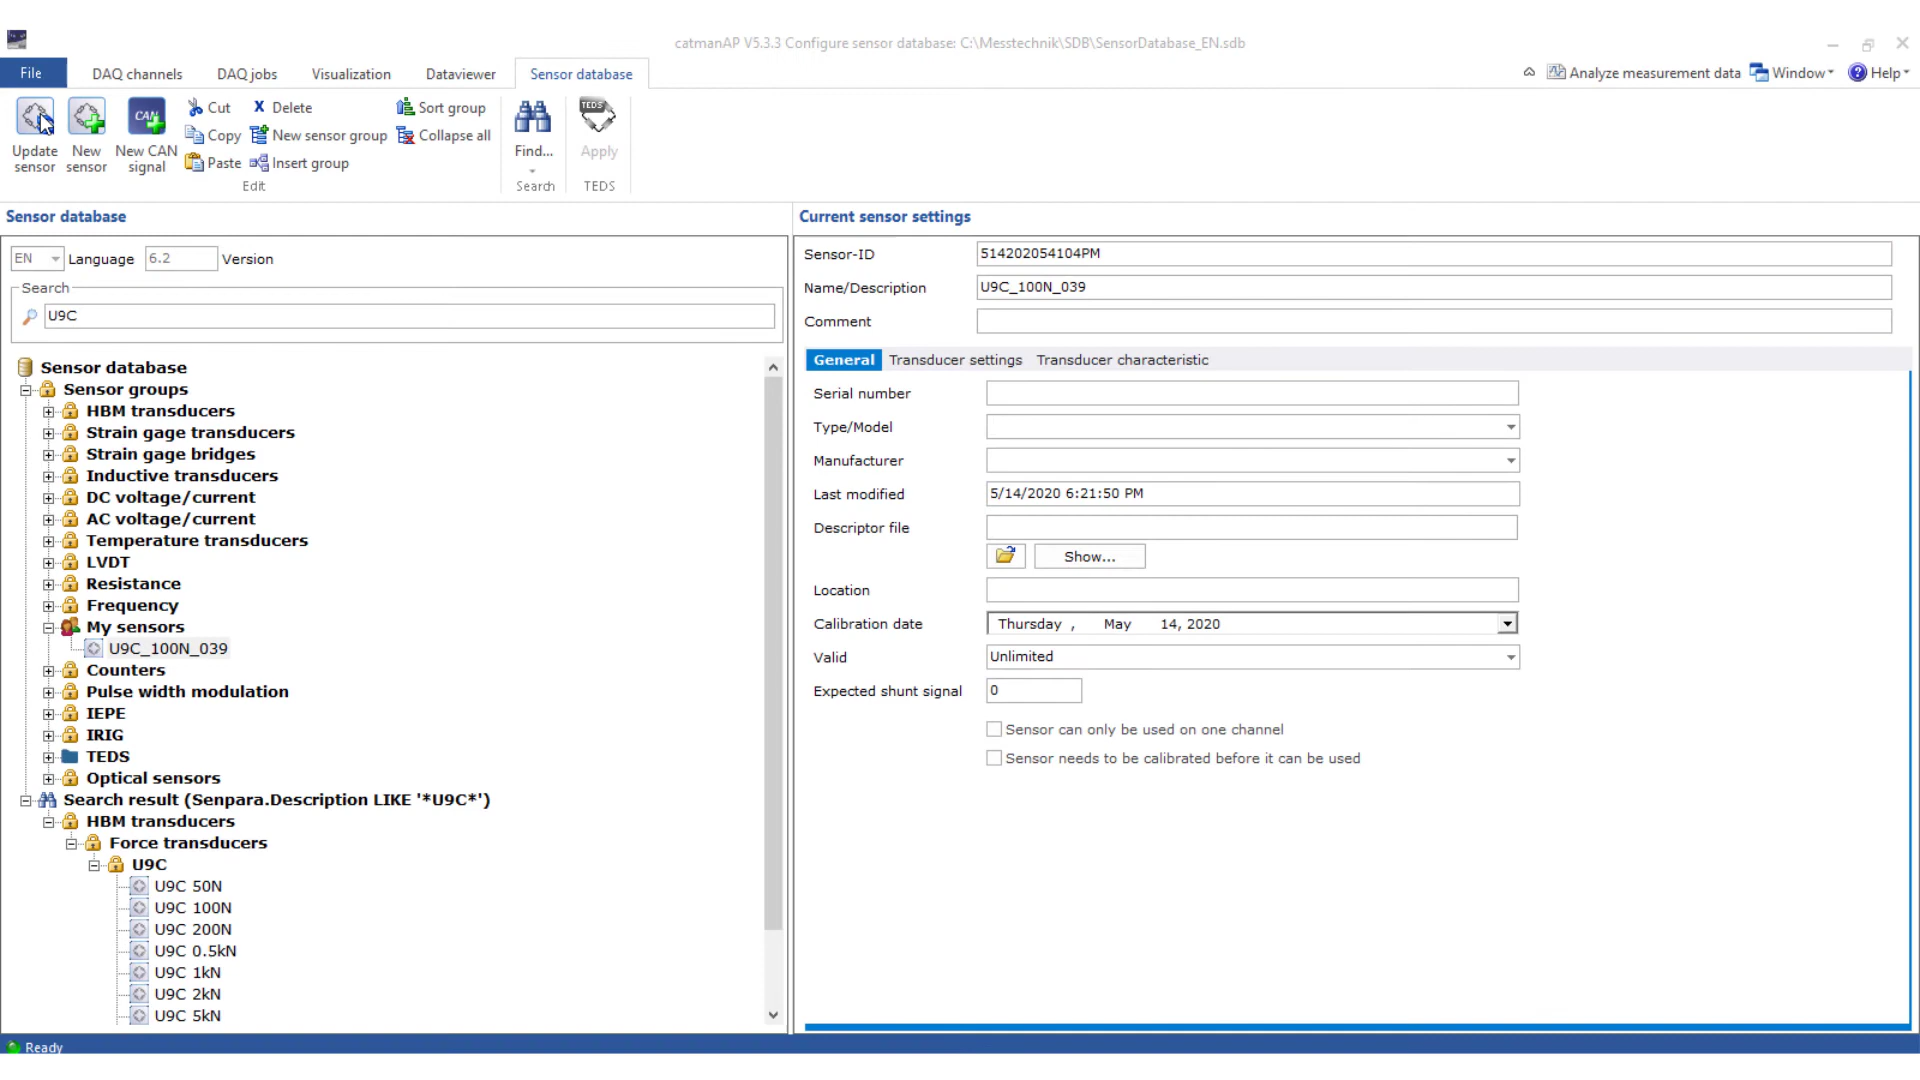 catmanAP V5.3.3 Configure sensor database: C:\Messtechnik\SDB\SensorDatabase_EN.sdb
File DAQ channels DAQ jobs Visualization Dataviewer Sensor database Analyze measurement data Window Help
Update sensor
New sensor
New CAN signal
CAN
Cut
Copy
Paste
X Delete
New sensor group
Insert group
Sort group
Collapse all
Edit
Find...
Search
TEDS
Apply
TEDS
Sensor database
EN Language 6.2 Version
Search
U9C
Sensor database
Sensor groups
HBM transducers
Strain gage transducers
Strain gage bridges
Inductive transducers
DC voltage/current
AC voltage/current
Temperature transducers
LVDT
Resistance
Frequency
My sensors
U9C_100N_039
Counters
Pulse width modulation
IEPE
IRIG
TEDS
Optical sensors
Search result (Senpara.Description LIKE '*U9C*')
HBM transducers
Force transducers
U9C
U9C 50N
U9C 100N
U9C 200N
U9C 0.5kN
U9C 1kN
U9C 2kN
U9C 5kN
Current sensor settings
Sensor-ID 514202054104PM
Name/Description U9C_100N_039
Comment
General Transducer settings Transducer characteristic
Serial number
Type/Model
Manufacturer
Last modified 5/14/2020 6:21:50 PM
Descriptor file
Show...
Location
Calibration date Thursday , May 14, 2020
Valid Unlimited
Expected shunt signal 0
Sensor can only be used on one channel
Sensor needs to be calibrated before it can be used
Ready